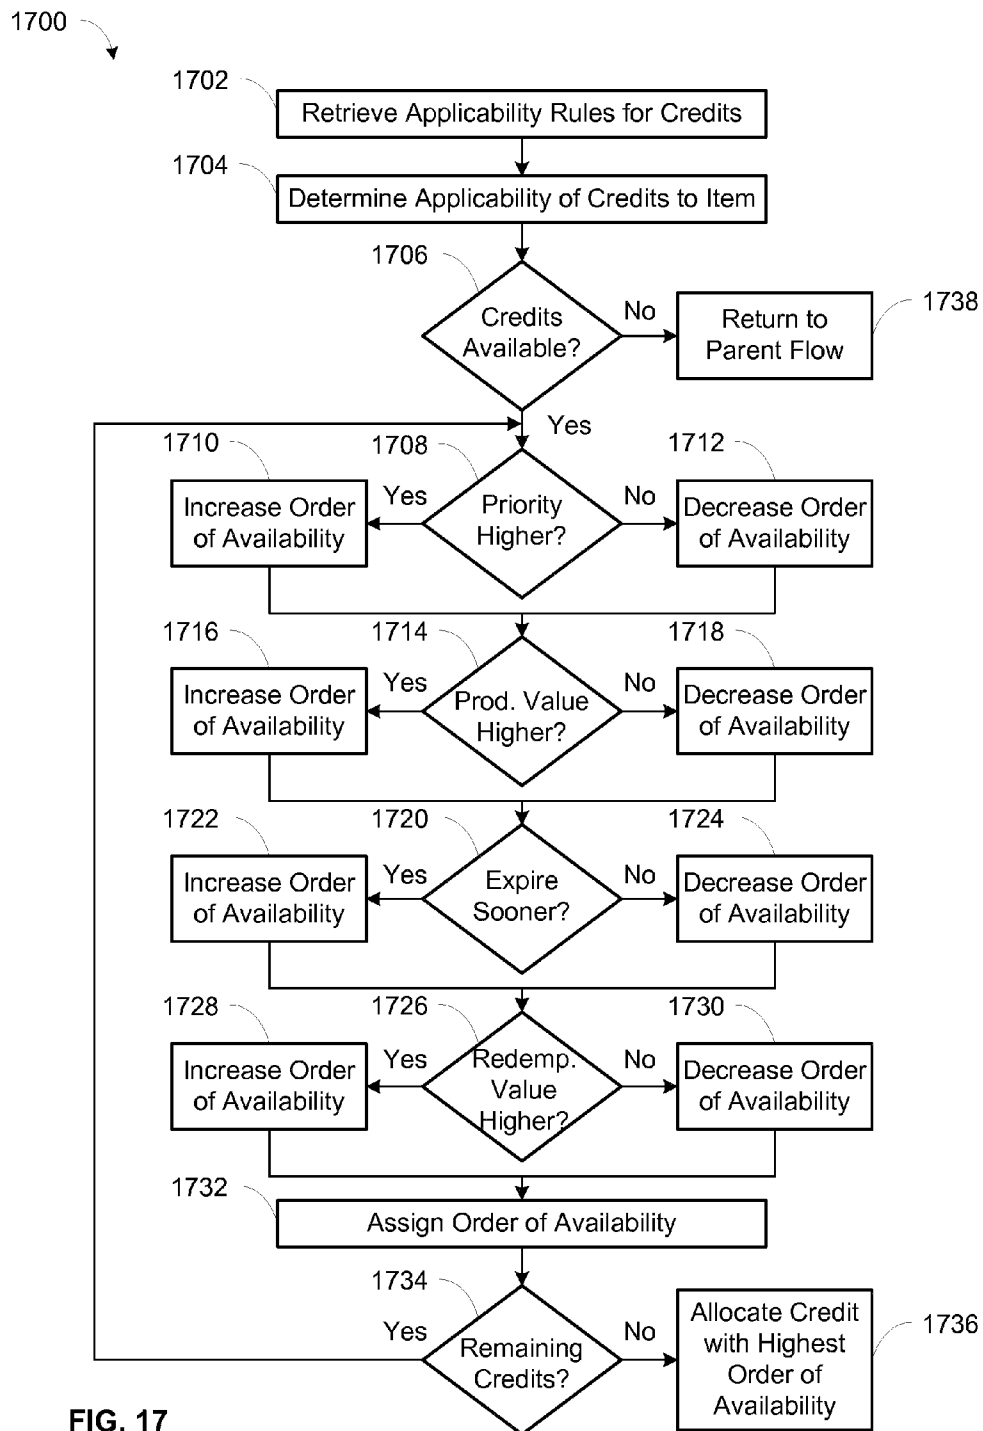 1700
1702
Retrieve Applicability Rules for Credits
1704
Determine Applicability of Credits to Item
1706
Credits
Available?
No
Return to
Parent Flow
1738
Yes
1710
1708
1712
Increase Order
of Availability
Yes
Priority
Higher?
No
Decrease Order
of Availability
1716
1714
1718
Increase Order
of Availability
Yes
Prod. Value
Higher?
No
Decrease Order
of Availability
1722
1720
1724
Increase Order
of Availability
Yes
Expire
Sooner?
No
Decrease Order
of Availability
1728
1726
1730
Increase Order
of Availability
Yes
Redemp.
Value
Higher?
No
Decrease Order
of Availability
1732
Assign Order of Availability
1734
Yes
Remaining
Credits?
No
Allocate Credit
with Highest
Order of
Availability
1736
FIG. 17